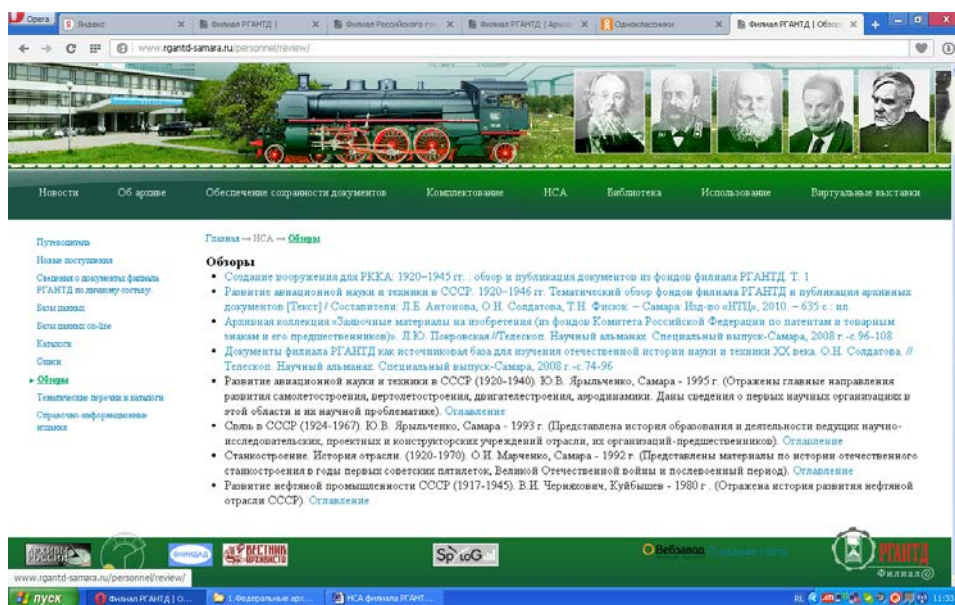 Opera
Яндекс
Филиал РГАНТД |
Филиал Российского гос
Филиал РГАНТД | Архив
Одноклассники
Филиал РГАНТД | Обзор
www.rgantd-samara.ru/personnel/review/
Новости Об архиве Обеспечение сохранности документов Комплектование НСА Библиотека Использование Виртуальные выставки
Путеводитель
Новые поступления
Сведения о документах филиала
РГАНТД по личному составу.
Базы данных
Базы данных on-line
Каталоги
Описи
Обзоры
Тематические перечни и каталоги
Справочно-информационные
издания
Главная → НСА → Обзоры
Обзоры
• Создание вооружения для РККА: 1920–1945 гг. : обзор и публикация документов из фондов филиала РГАНТД. Т. 1
• Развитие авиационной науки и техники в СССР. 1920–1946 гг. Тематический обзор фондов филиала РГАНТД и публикация архивных
документов [Текст] / Составители: Л.Е. Антонова, О.Н. Солдатова, Т.Н. Фисюк. – Самара: Изд-во «НТЦ», 2010. – 635 с.: ил.
• Архивная коллекция «Заявочные материалы на изобретения (из фондов Комитета Российской Федерации по патентам и товарным
знакам и его предшественников)». Л.Ю. Покровская//Телескоп. Научный альманах. Специальный выпуск-Самара, 2008 г.-с.96-108
• Документы филиала РГАНТД как источниковая база для изучения отечественной истории науки и техники XX века. О.Н. Солдатова. //
Телескоп. Научный альманах. Специальный выпуск-Самара, 2008 г.-с.74-96
• Развитие авиационной науки и техники в СССР (1920-1940). Ю.В. Ярыльченко, Самара - 1995 г. (Отражены главные направления
развития самолетостроения, вертолетостроения, двигателестроения, аэродинамики. Даны сведения о первых научных организациях в
этой области и их научной проблематике). Оглавление
• Связь в СССР (1924-1967). Ю.В. Ярыльченко, Самара - 1993 г. (Представлена история образования и деятельности ведущих научно-
исследовательских, проектных и конструкторских учреждений отрасли, их организаций-предшественников). Оглавление
• Станкостроение. История отрасли. (1920-1970). О.И. Марченко, Самара - 1992 г. (Представлены материалы по истории отечественного
станкостроения в годы первых советских пятилеток, Великой Отечественной войны и послевоенный период). Оглавление
• Развитие нефтяной промышленности СССР (1917-1945). В.И. Черняхович, Куйбышев - 1980 г . (Отражена история развития нефтяной
отрасли СССР). Оглавление
АРХИВЫ
РОССИИ
ВНИИДАД
ВЕСТНИК
АРХИВИСТА
Вебзавод Создание сайта
РГАНТД
Филиал@
www.rgantd-samara.ru/personnel/review/
пуск
Филиал РГАНТД | О...
1.Федеральные арх...
НСА филиала РГАНТ...
RL
11:33